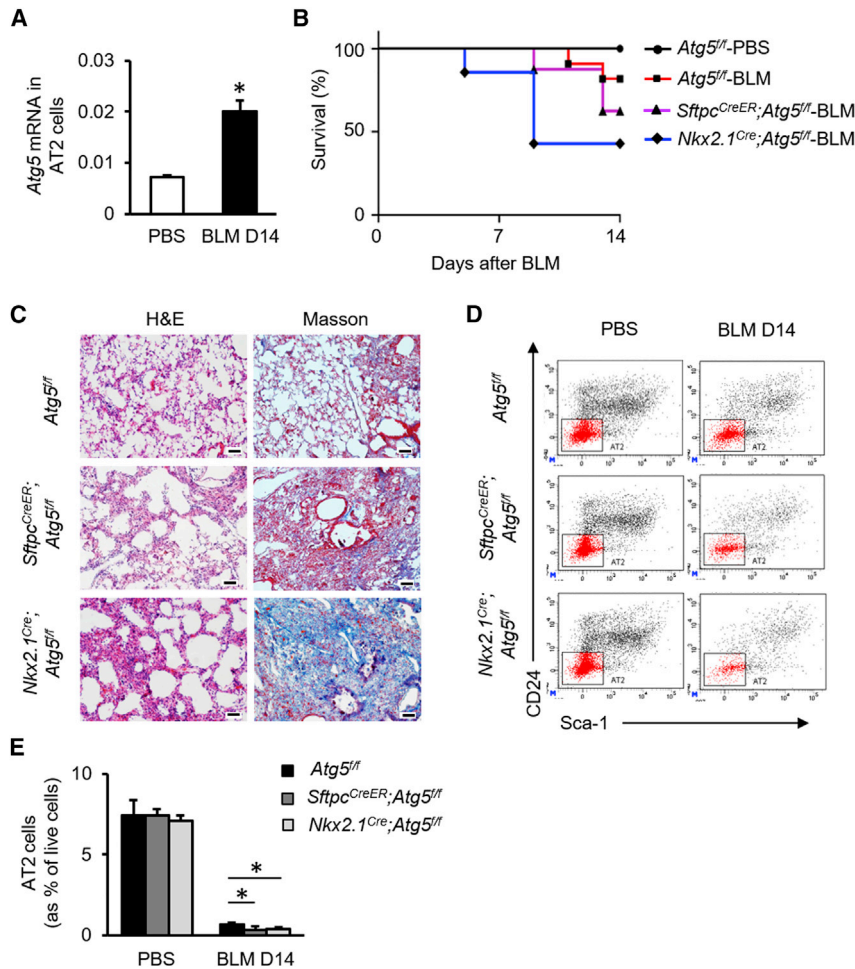 A
Atg5 mRNA in
AT2 cells
0.03
0.02
0.01
0
*
PBS
BLM D14
B
Survival (%)
100
50
0
0
7
14
Days after BLM
Atg5f/f-PBS
Atg5f/f-BLM
SftpcCreER;Atg5f/f-BLM
Nkx2.1Cre;Atg5f/f-BLM
C
H&E
Masson
Atg5f/f
SftpcCreER;
Atg5f/f
Nkx2.1Cre;
Atg5f/f
D
PBS
BLM D14
Atg5f/f
SftpcCreER;
Atg5f/f
Nkx2.1Cre;
Atg5f/f
AT2
AT2
AT2
AT2
AT2
AT2
CD24
Sca-1
E
AT2 cells
(as % of live cells)
10
5
0
Atg5f/f
SftpcCreER;Atg5f/f
Nkx2.1Cre;Atg5f/f
*
*
PBS
BLM D14